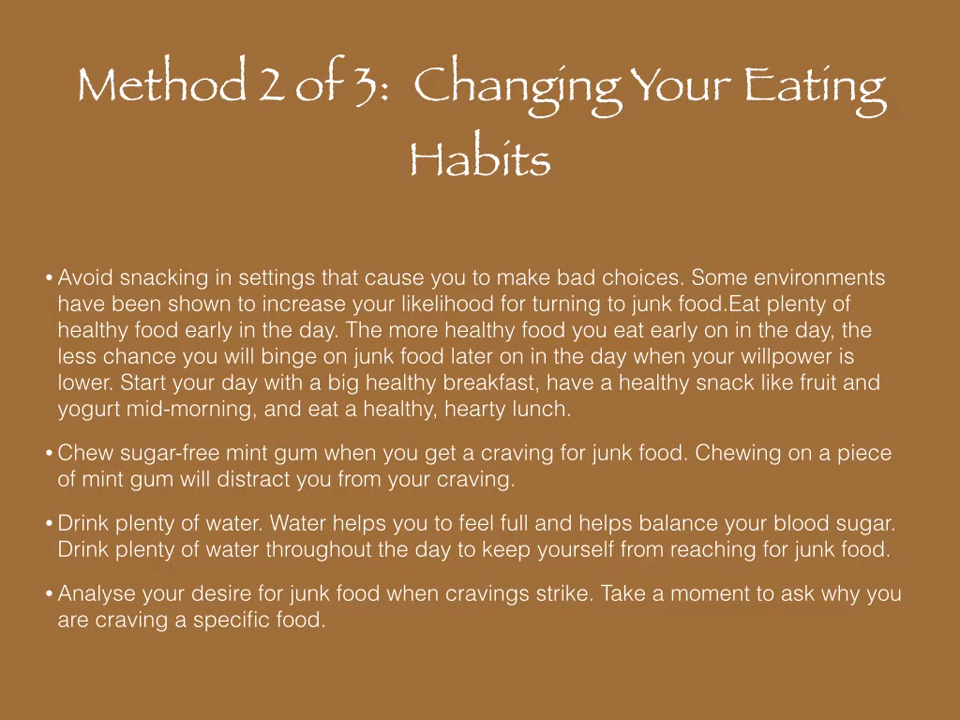 Method 2 of 3: Changing Your Eating
Habits
• Avoid snacking in settings that cause you to make bad choices. Some environments
have been shown to increase your likelihood for turning to junk food.Eat plenty of
healthy food early in the day. The more healthy food you eat early on in the day, the
less chance you will binge on junk food later on in the day when your willpower is
lower. Start your day with a big healthy breakfast, have a healthy snack like fruit and
yogurt mid-morning, and eat a healthy, hearty lunch.
• Chew sugar-free mint gum when you get a craving for junk food. Chewing on a piece
of mint gum will distract you from your craving.
• Drink plenty of water. Water helps you to feel full and helps balance your blood sugar.
Drink plenty of water throughout the day to keep yourself from reaching for junk food.
• Analyse your desire for junk food when cravings strike. Take a moment to ask why you
are craving a specific food.